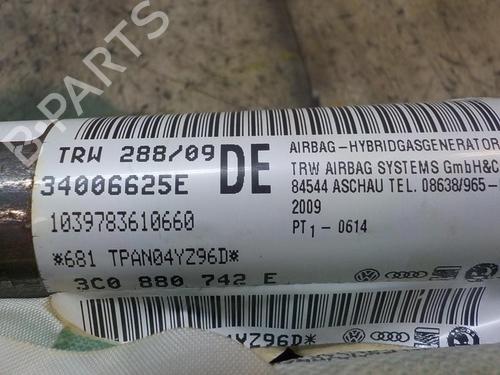 B-PARTS
TRW 288/09
34006625E
DE
1039783610660
*681 TPAN04YZ96D*
3C0 880 742 E
AIRBAG-HYBRIDGASGENERATOR
TRW AIRBAG SYSTEMS GmbH&C
84544 ASCHAU TEL. 08638/965-
2009
PT1-0614
4YZ96D*